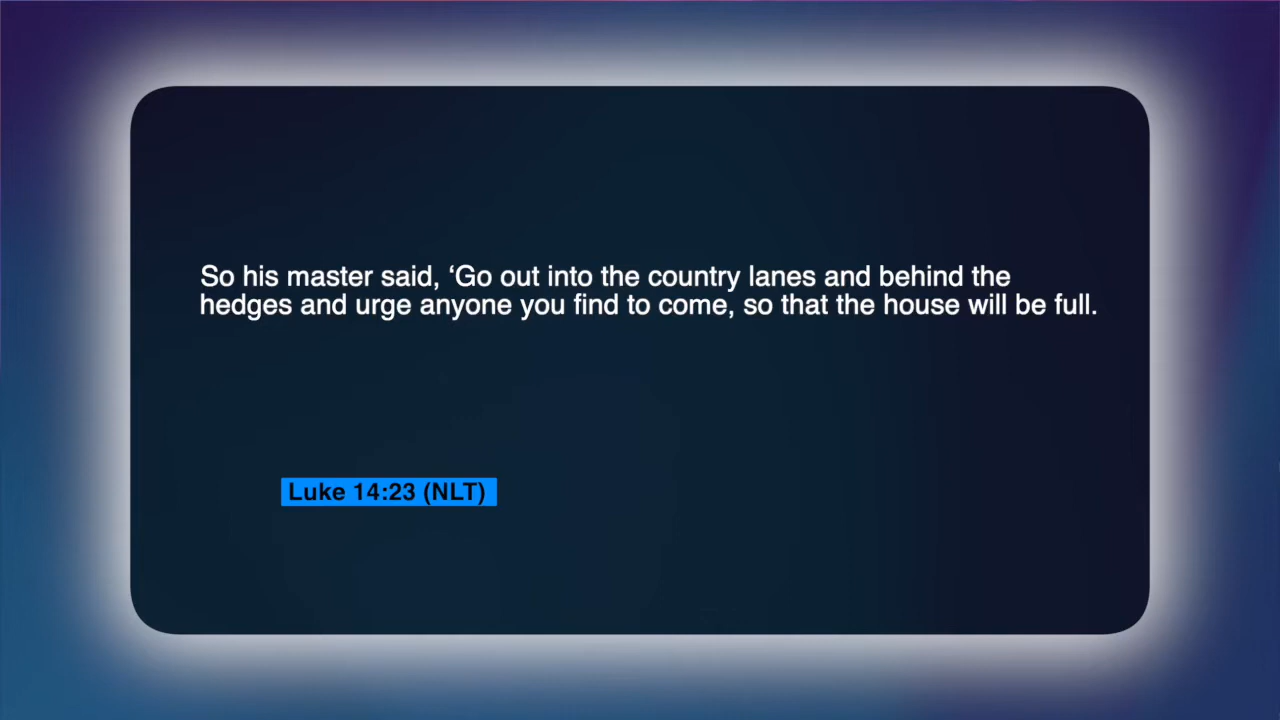 So his master said, ‘Go out into the country lanes and behind the
hedges and urge anyone you find to come, so that the house will be full.
Luke 14:23 (NLT)